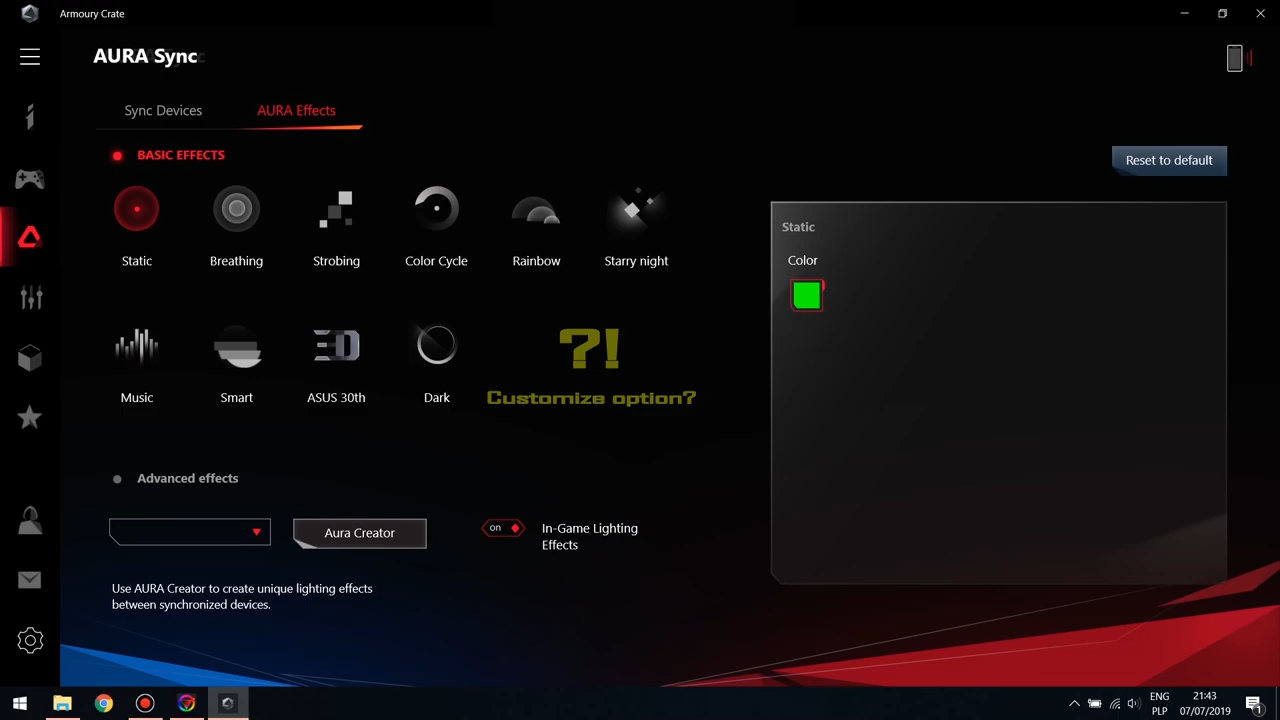 Armoury Crate
AURA Sync
Sync Devices
AURA Effects
BASIC EFFECTS
Reset to default
Static
Breathing
Strobing
Color Cycle
Rainbow
Starry night
Static
Color
Music
Smart
3D
ASUS 30th
Dark
?!
Customize option?
Advanced effects
Aura Creator
on
In-Game Lighting
Effects
Use AURA Creator to create unique lighting effects
between synchronized devices.
ENG
PLP
21:43
07/07/2019
1